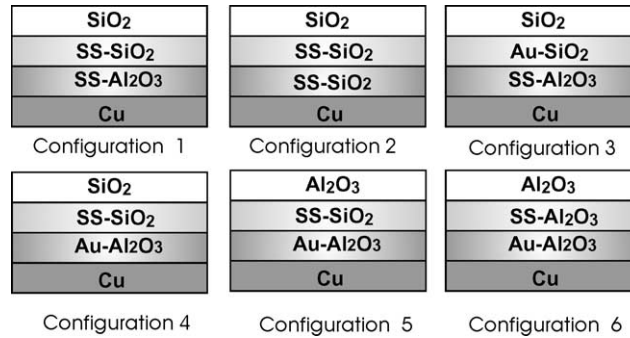 SiO2
SS-SiO2
SS-Al2O3
Cu
Configuration 1
SiO2
SS-SiO2
SS-SiO2
Cu
Configuration 2
SiO2
Au-SiO2
SS-Al2O3
Cu
Configuration 3
SiO2
SS-SiO2
Au-Al2O3
Cu
Configuration 4
Al2O3
SS-SiO2
Au-Al2O3
Cu
Configuration 5
Al2O3
SS-Al2O3
Au-Al2O3
Cu
Configuration 6